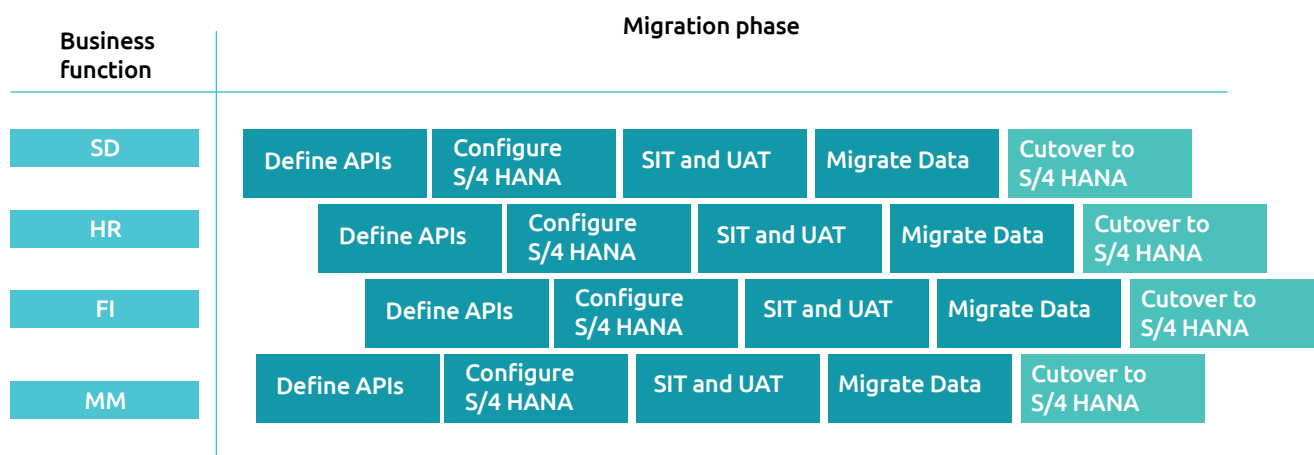 Migration phase
Business
function
SD
Define APIs
Configure
S/4 HANA
SIT and UAT
Migrate Data
Cutover to
S/4 HANA
HR
Define APIs
Configure
S/4 HANA
SIT and UAT
Migrate Data
Cutover to
S/4 HANA
FI
Define APIs
Configure
S/4 HANA
SIT and UAT
Migrate Data
Cutover to
S/4 HANA
MM
Define APIs
Configure
S/4 HANA
SIT and UAT
Migrate Data
Cutover to
S/4 HANA